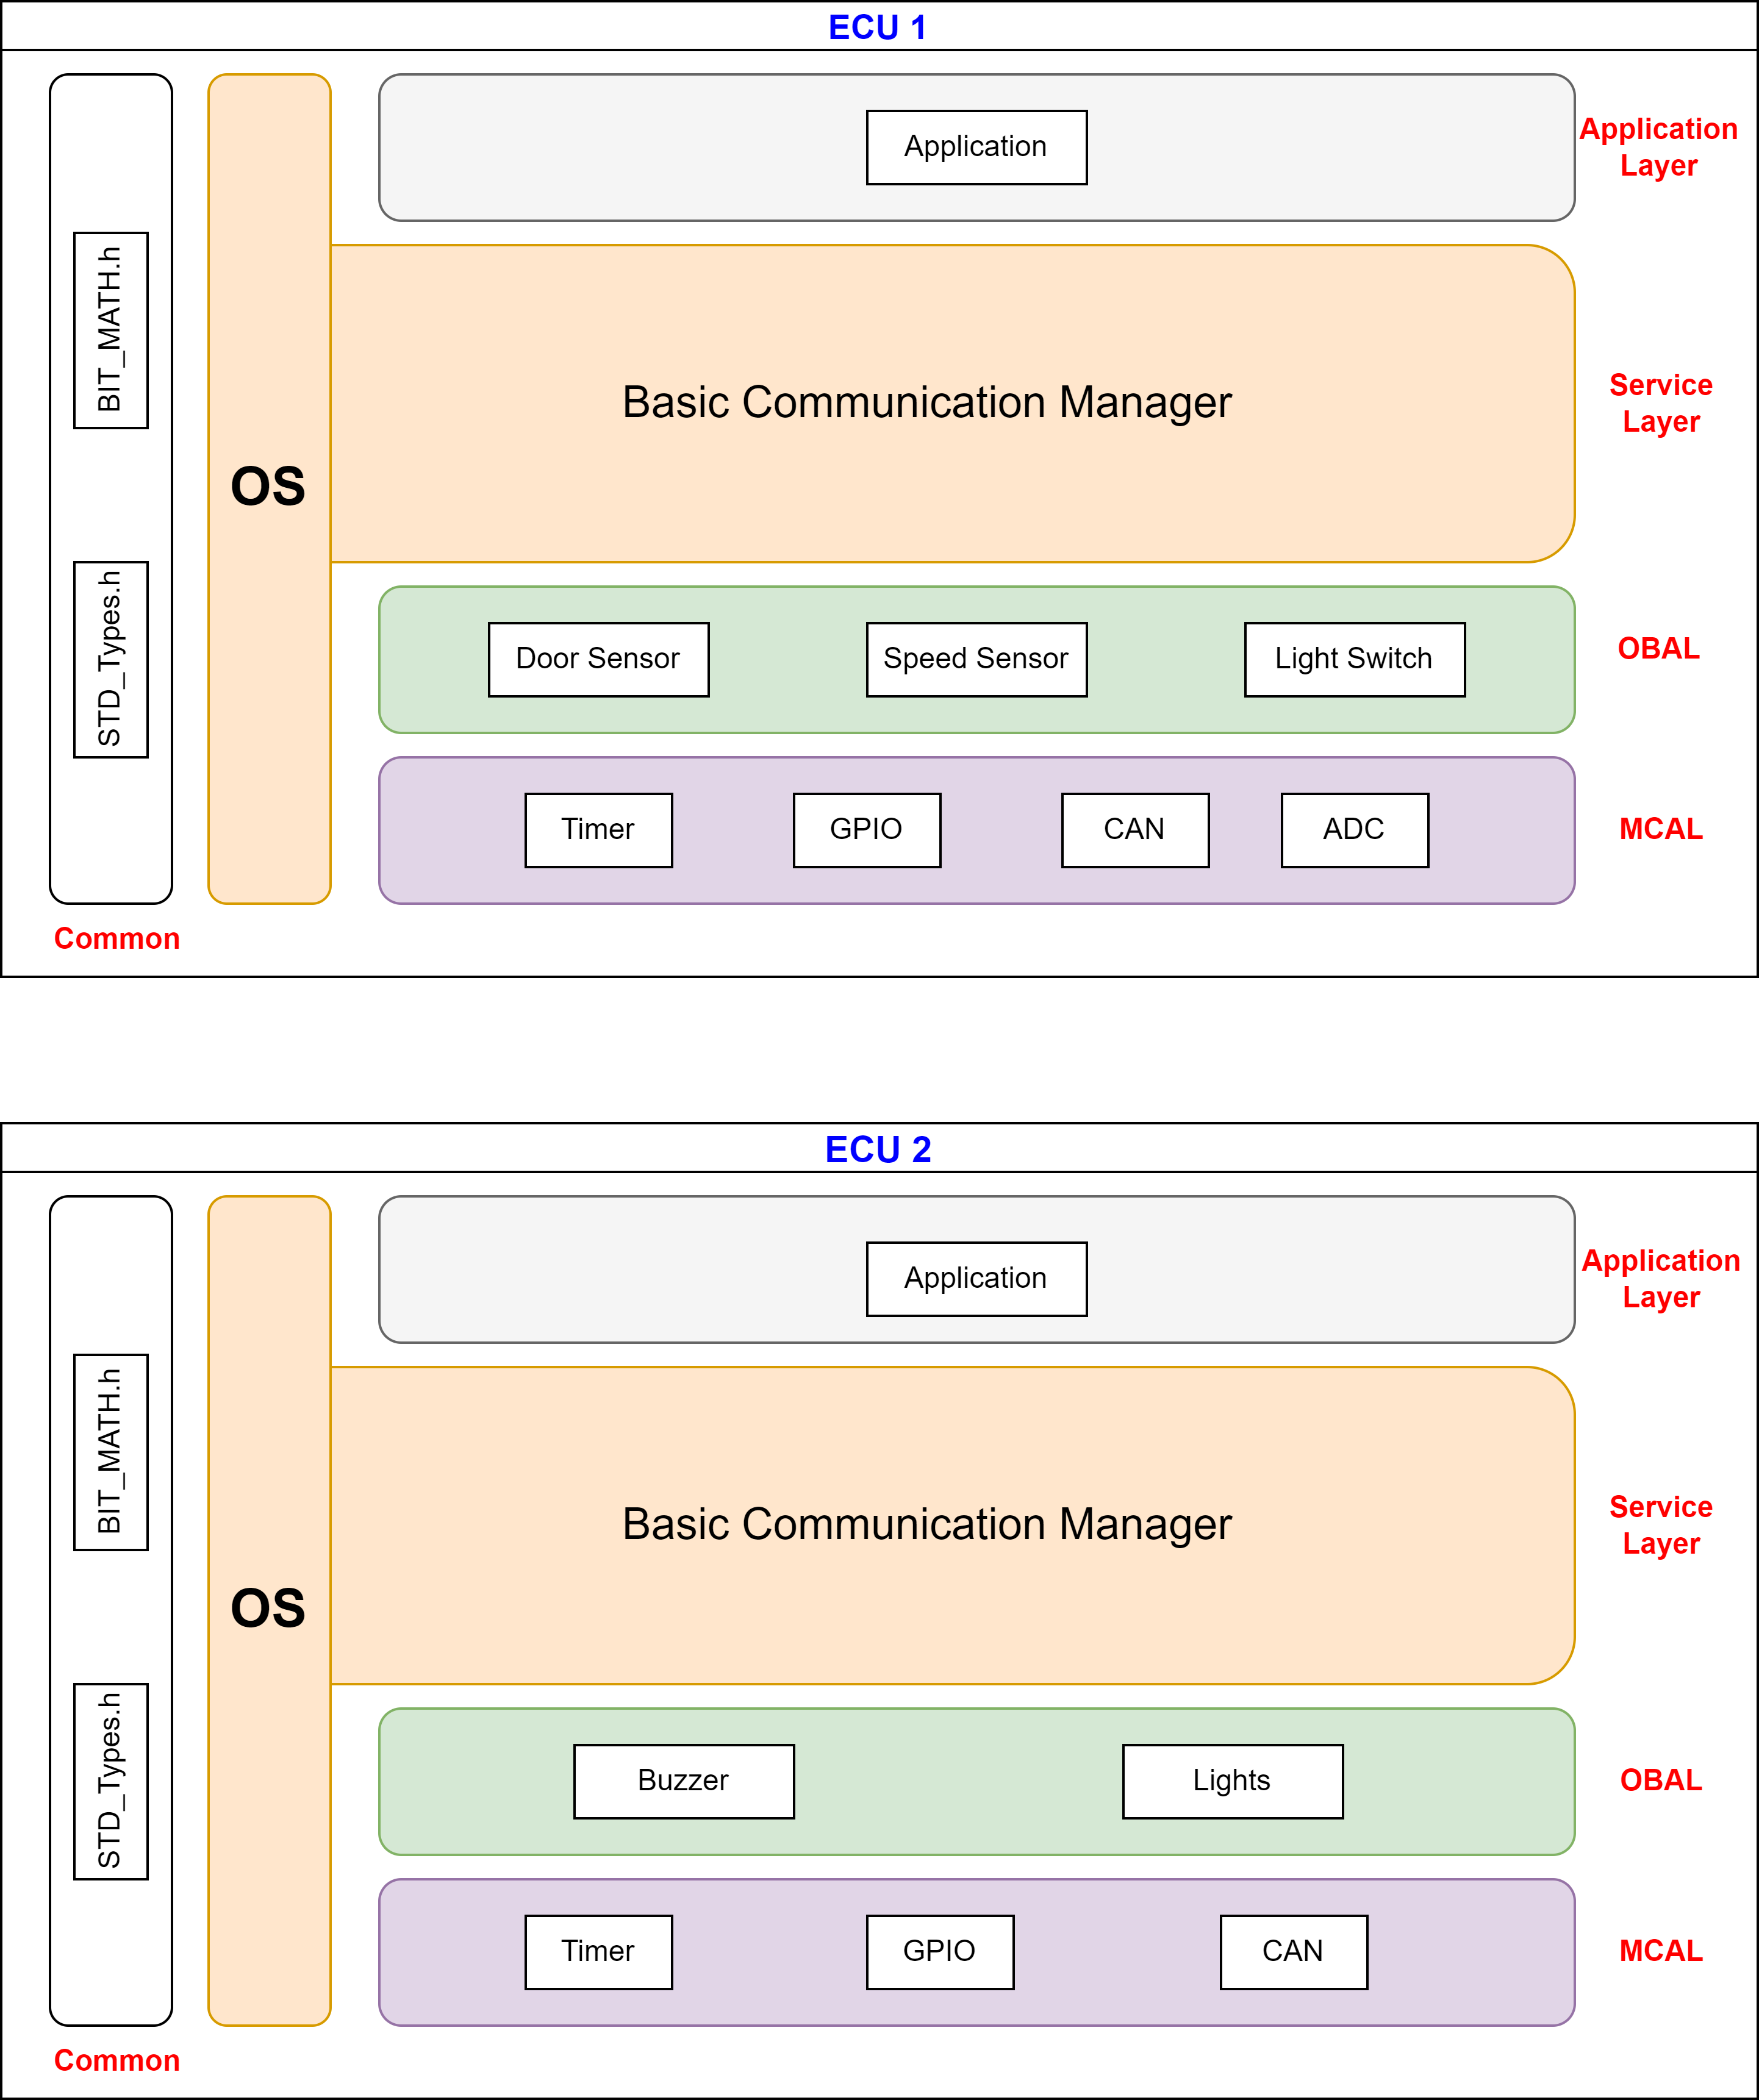 ECU 1
Application
Application
Layer
BIT_MATH.h
Basic Communication Manager
Service
Layer
OS
STD_Types.h
Door Sensor
Speed Sensor
Light Switch
OBAL
Timer
GPIO
CAN
ADC
MCAL
Common
ECU 2
Application
Application
Layer
BIT_MATH.h
Basic Communication Manager
Service
Layer
OS
STD_Types.h
Buzzer
Lights
OBAL
Timer
GPIO
CAN
MCAL
Common